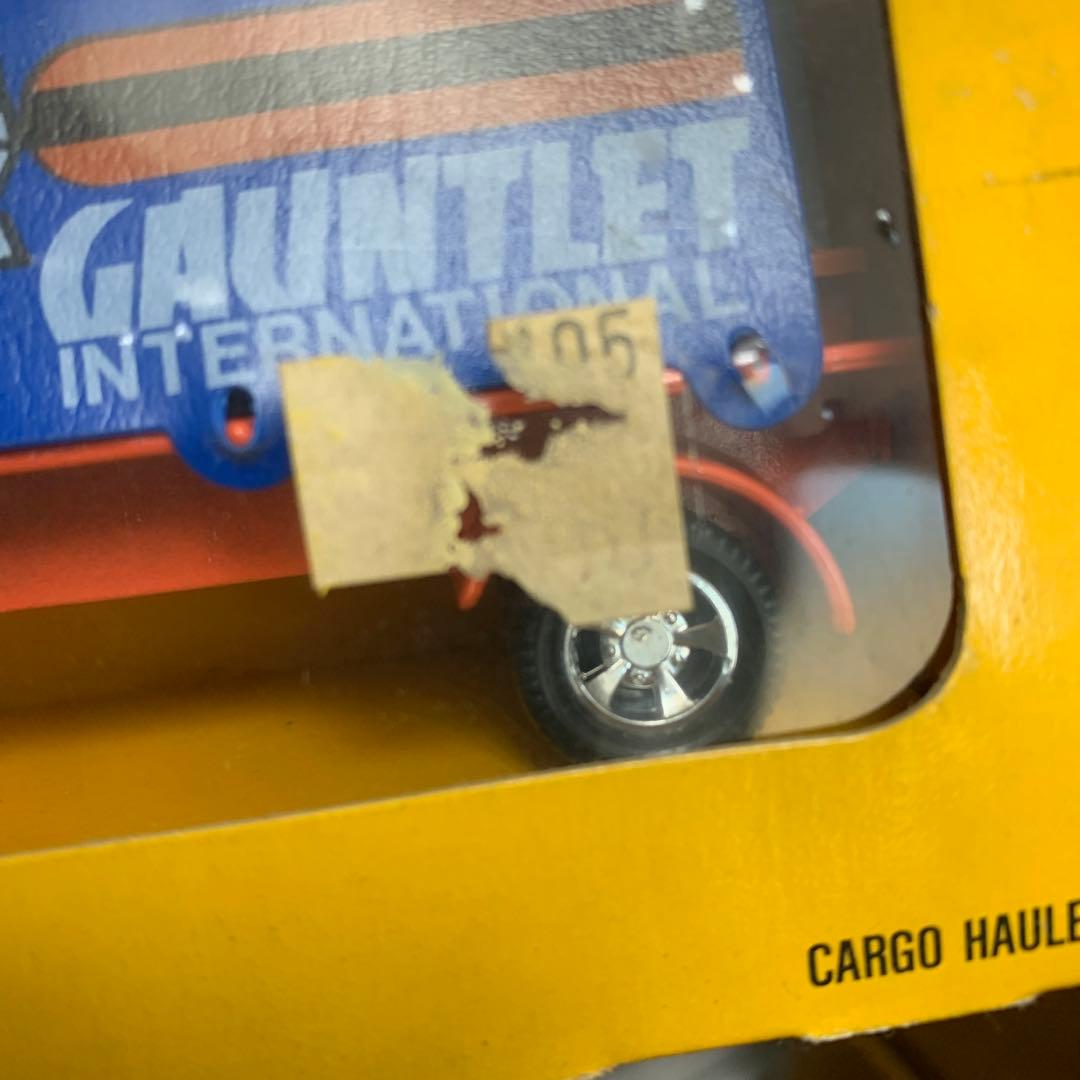 GAUNTLET
INTERNATIONAL
05
CARGO HAULE